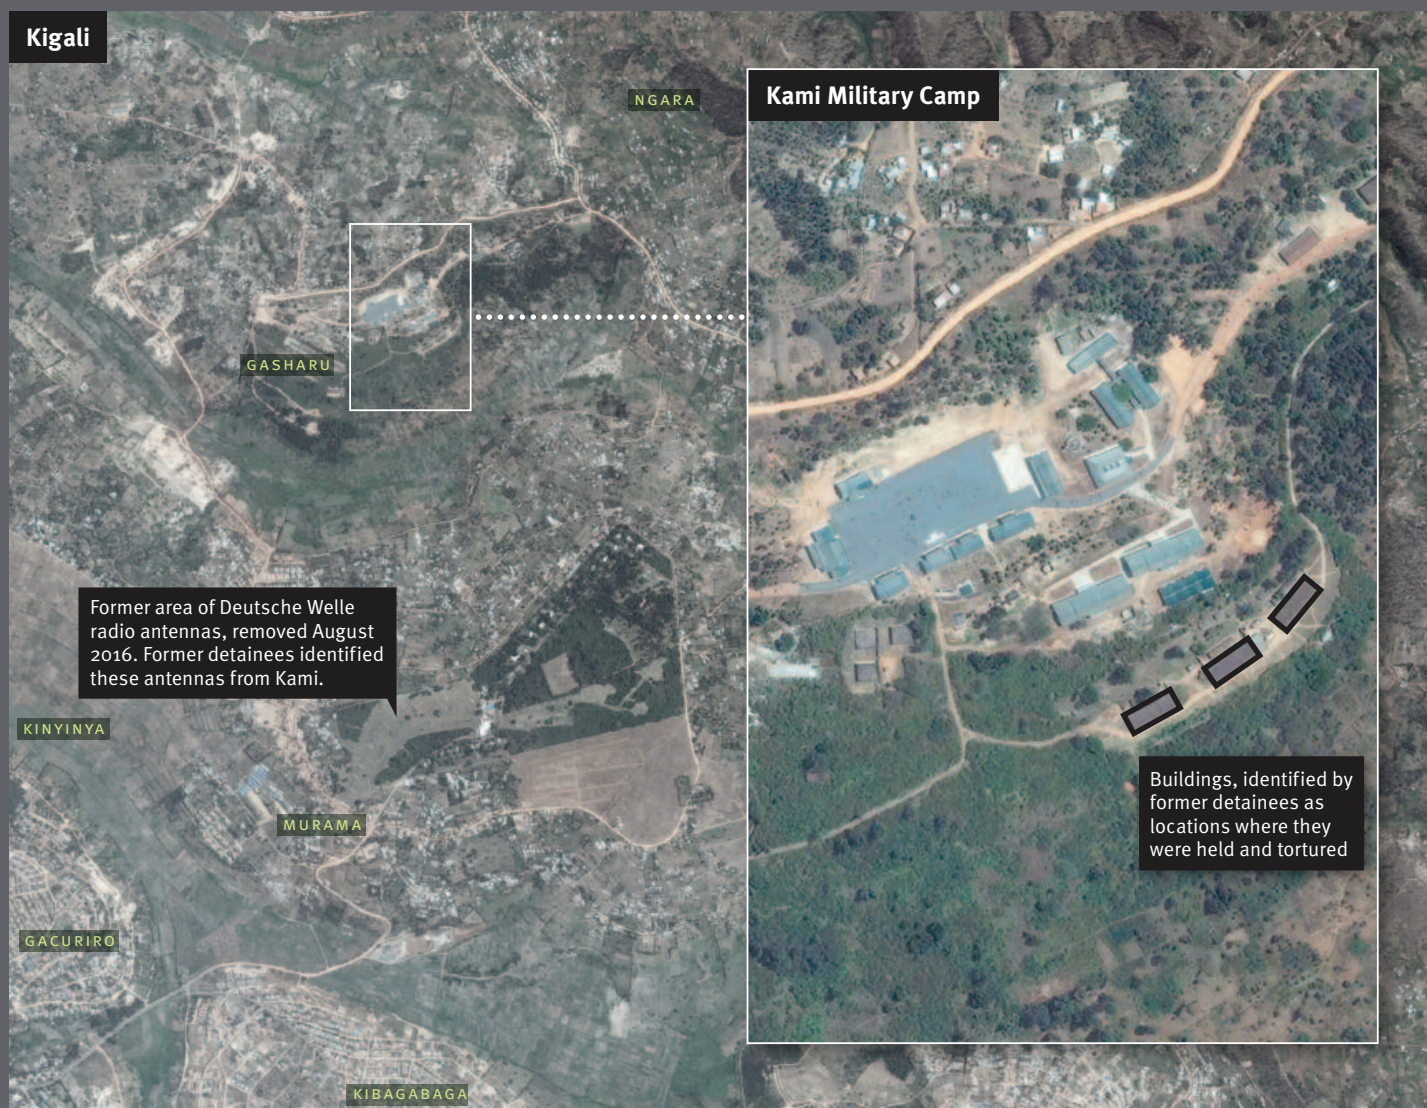 Kigali
NGARA
Kami Military Camp
GASHARU
Former area of Deutsche Welle
radio antennas, removed August
2016. Former detainees identified
these antennas from Kami.
KINYINYA
Buildings, identified by
former detainees as
locations where they
were held and tortured
MURAMA
GACURIRO
KIBAGABAGA